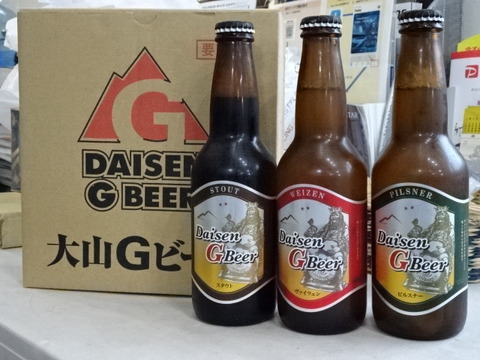 要
G
DAISEN
G BEER
大山Gビー
STOUT
Daisen
G Beer
スタウト
WEIZEN
Daisen
G Beer
ヴァイツェン
PILSNER
Daisen
G Beer
ピルスナー